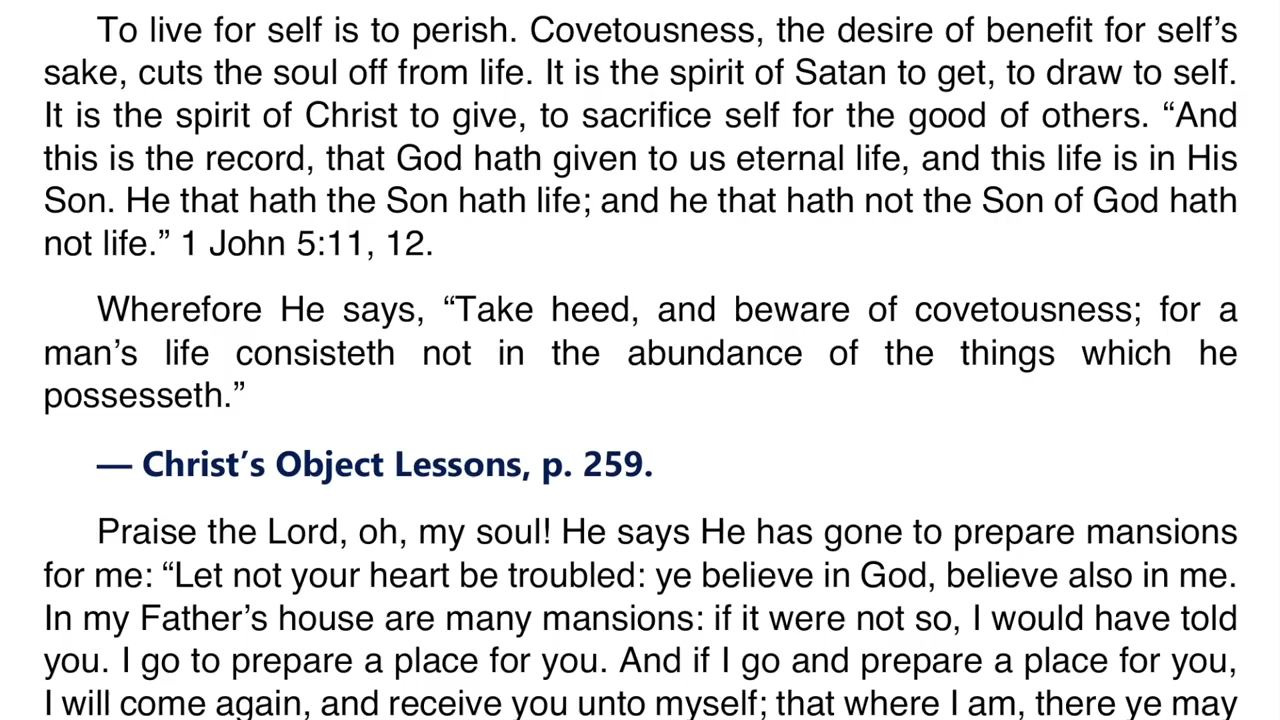 To live for self is to perish. Covetousness, the desire of benefit for self’s
sake, cuts the soul off from life. It is the spirit of Satan to get, to draw to self.
It is the spirit of Christ to give, to sacrifice self for the good of others. “And
this is the record, that God hath given to us eternal life, and this life is in His
Son. He that hath the Son hath life; and he that hath not the Son of God hath
not life.” 1 John 5:11, 12.
Wherefore He says, “Take heed, and beware of covetousness; for a
man’s life consisteth not in the abundance of the things which he
possesseth.”
— Christ’s Object Lessons, p. 259.
Praise the Lord, oh, my soul! He says He has gone to prepare mansions
for me: “Let not your heart be troubled: ye believe in God, believe also in me.
In my Father’s house are many mansions: if it were not so, I would have told
you. I go to prepare a place for you. And if I go and prepare a place for you,
I will come again, and receive you unto myself; that where I am, there ye may